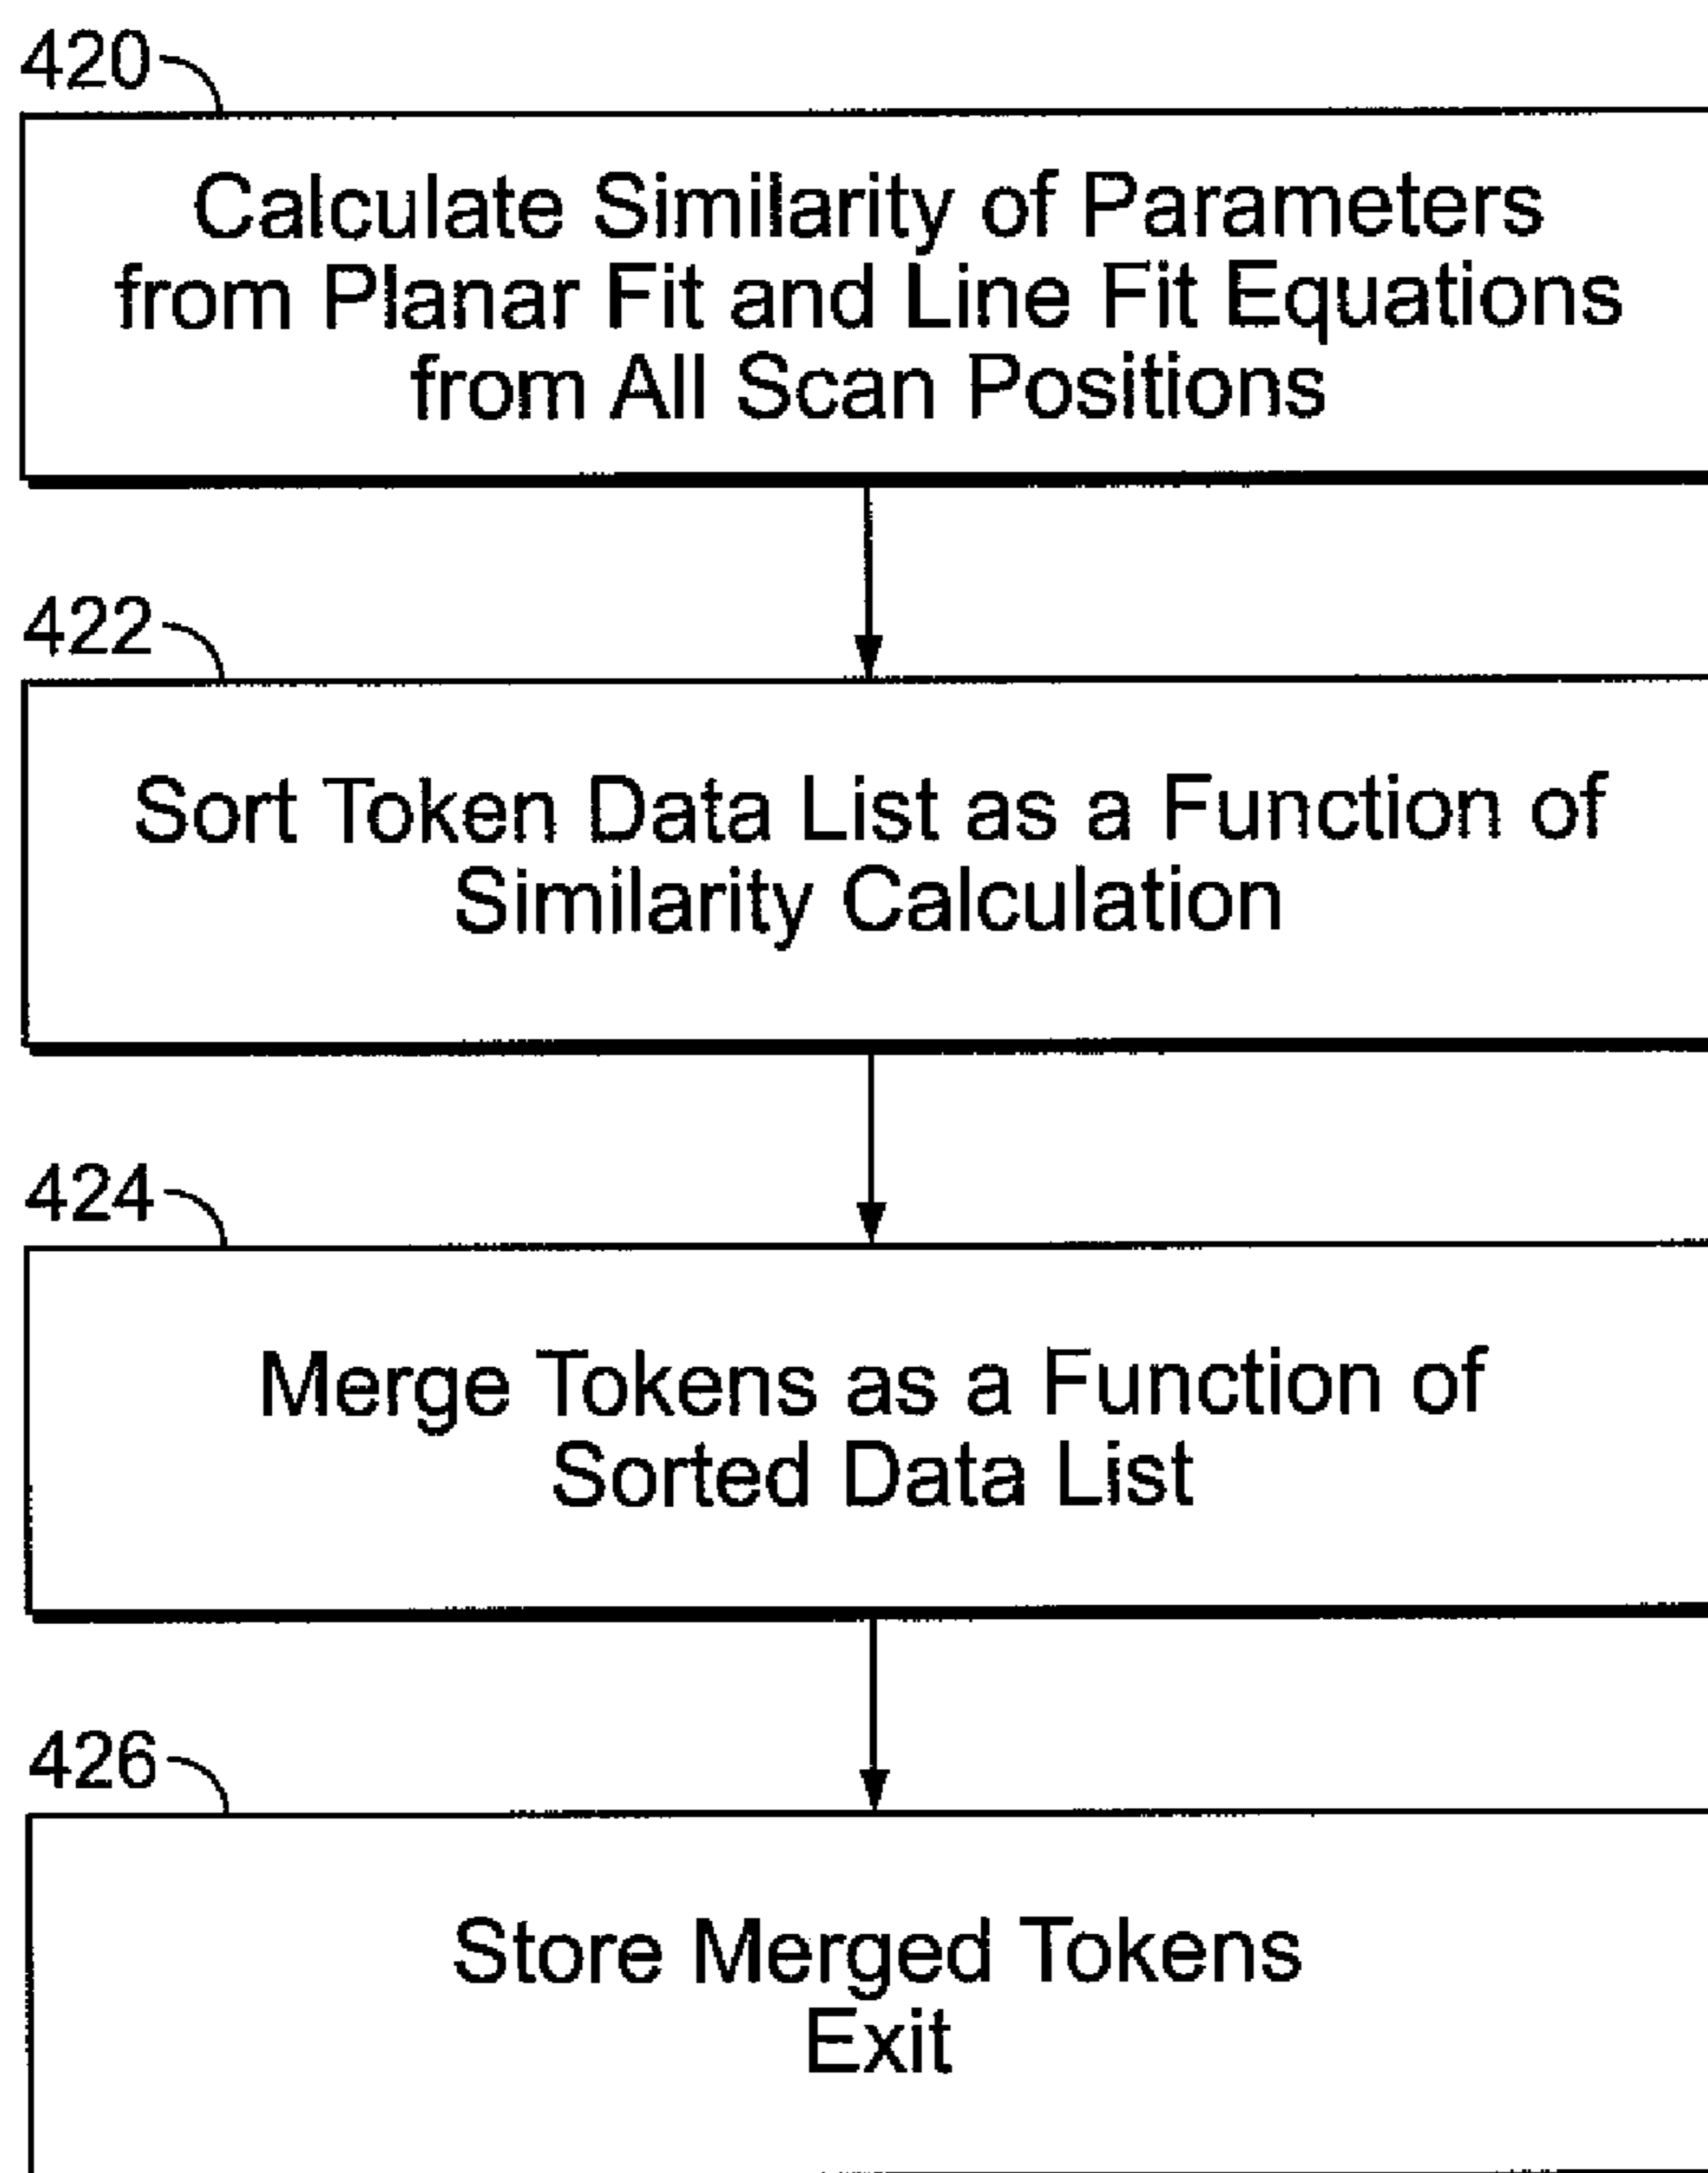 420
Calculate Similarity of Parameters
from Planar Fit and Line Fit Equations
from All Scan Positions
422
Sort Token Data List as a Function of
Similarity Calculation
424
Merge Tokens as a Function of
Sorted Data List
426
Store Merged Tokens
Exit